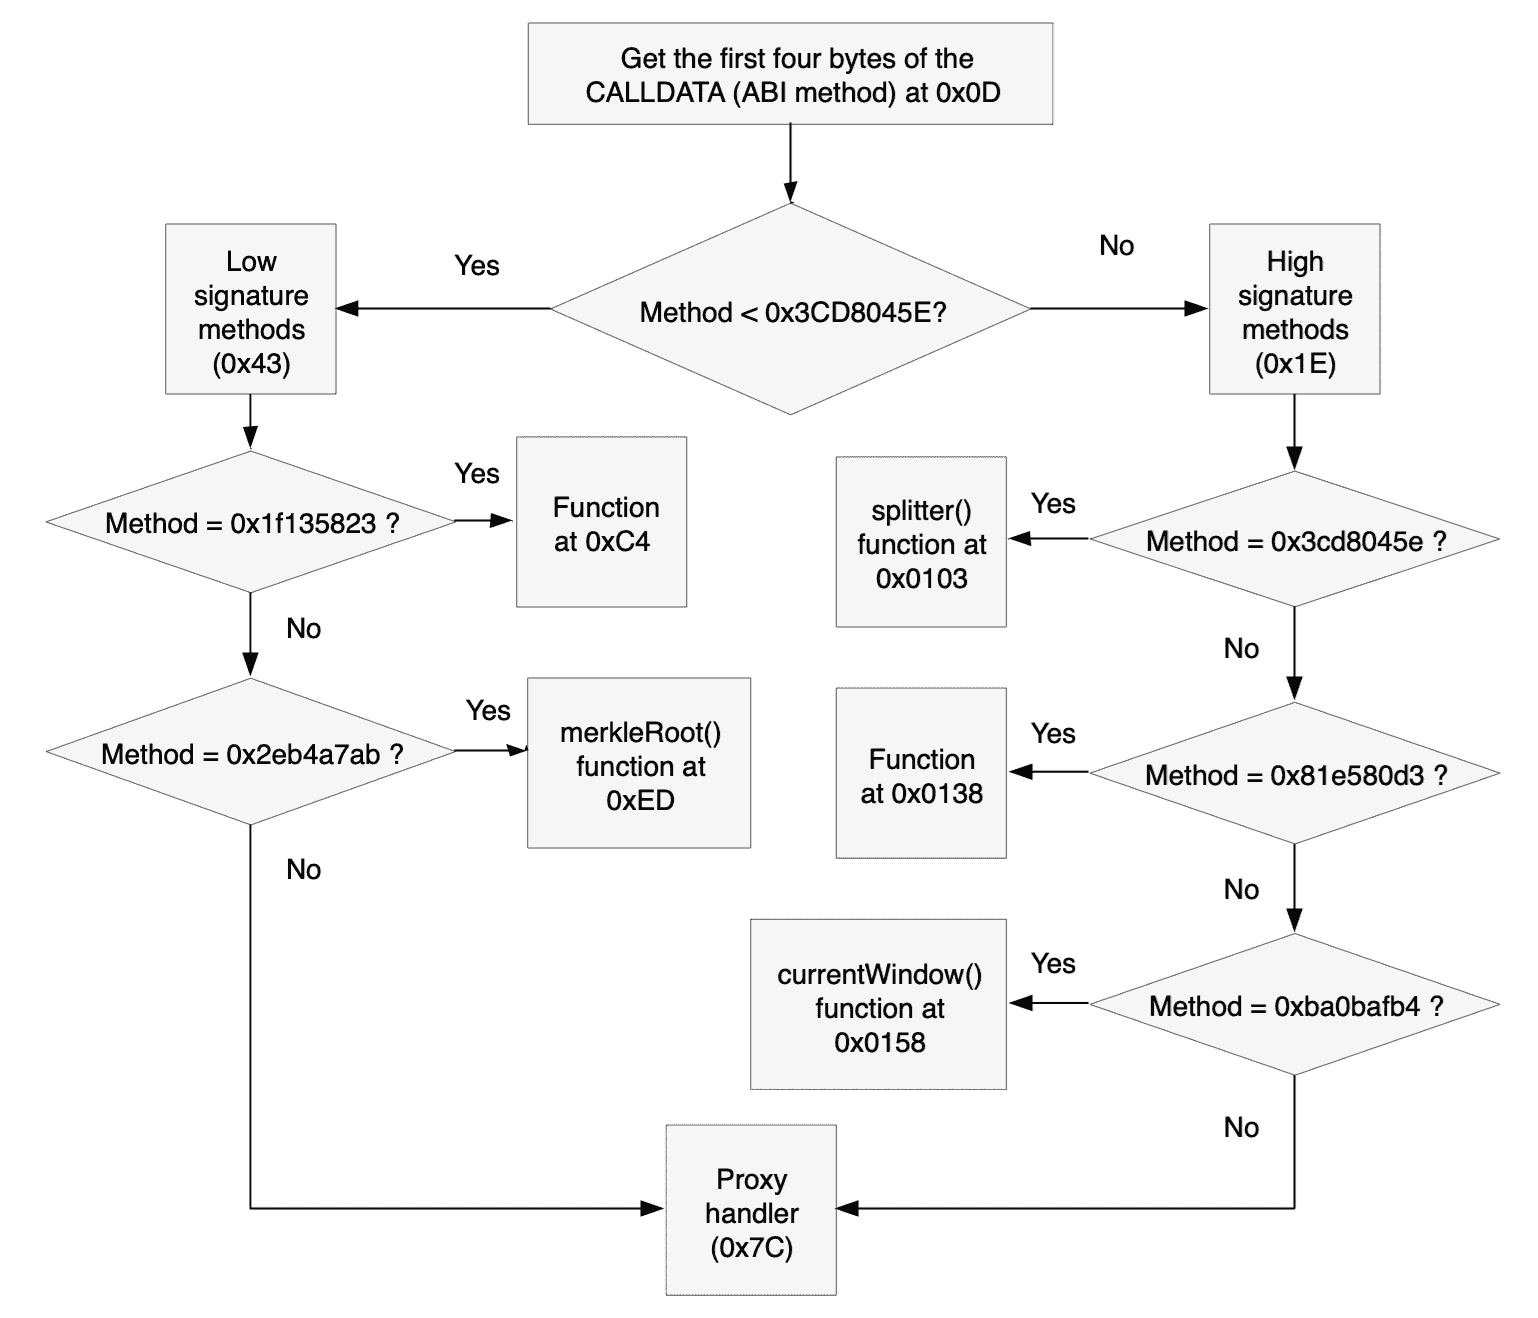 Get the first four bytes of the
CALLDATA (ABI method) at 0x0D
Low
signature
methods
(0x43)
Yes
Method < 0x3CD8045E?
No
High
signature
methods
(0x1E)
Method = 0x1f135823 ?
Yes
Function
at 0xC4
splitter()
function at
0x0103
Yes
Method = 0x3cd8045e ?
No
No
Method = 0x2eb4a7ab ?
Yes
merkleRoot()
function at
0xED
Function
at 0x0138
Yes
Method = 0x81e580d3 ?
No
No
currentWindow()
function at
0x0158
Yes
Method = 0xba0bafb4 ?
No
Proxy
handler
(0x7C)